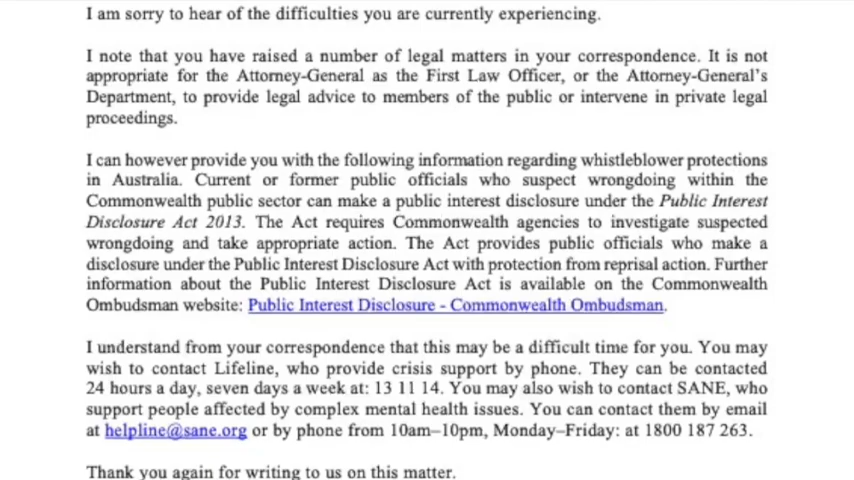 I am sorry to hear of the difficulties you are currently experiencing.
I note that you have raised a number of legal matters in your correspondence. It is not
appropriate for the Attorney-General as the First Law Officer, or the Attorney-General's
Department, to provide legal advice to members of the public or intervene in private legal
proceedings.
I can however provide you with the following information regarding whistleblower protections
in Australia. Current or former public officials who suspect wrongdoing within the
Commonwealth public sector can make a public interest disclosure under the Public Interest
Disclosure Act 2013. The Act requires Commonwealth agencies to investigate suspected
wrongdoing and take appropriate action. The Act provides public officials who make a
disclosure under the Public Interest Disclosure Act with protection from reprisal action. Further
information about the Public Interest Disclosure Act is available on the Commonwealth
Ombudsman website: Public Interest Disclosure - Commonwealth Ombudsman.
I understand from your correspondence that this may be a difficult time for you. You may
wish to contact Lifeline, who provide crisis support by phone. They can be contacted
24 hours a day, seven days a week at: 13 11 14. You may also wish to contact SANE, who
support people affected by complex mental health issues. You can contact them by email
at helpline@sane.org or by phone from 10am–10pm, Monday–Friday: at 1800 187 263.
Thank you again for writing to us on this matter.